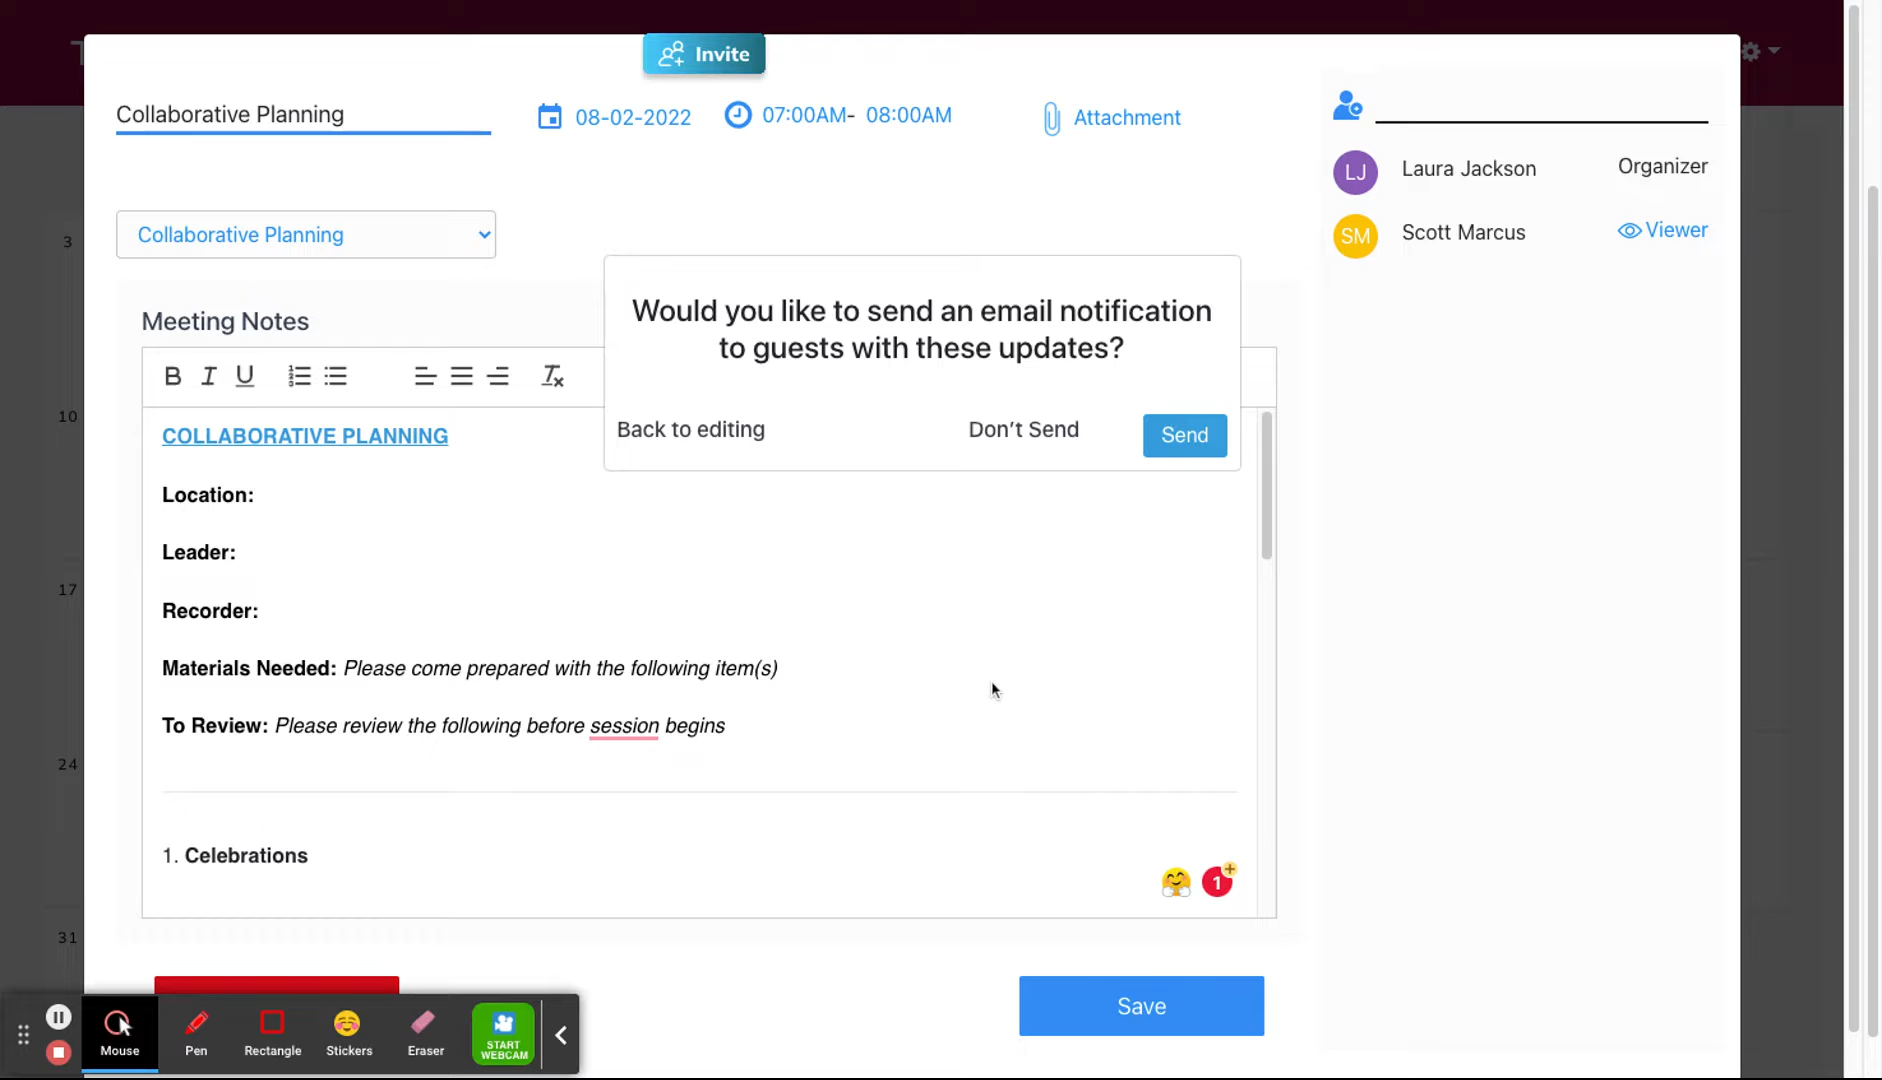 T
Invite
Collaborative Planning
08-02-2022
07:00AM- 08:00AM
Attachment
LJ Laura Jackson Organizer
SM Scott Marcus Viewer
Collaborative Planning
3
10
17
24
31
Would you like to send an email notification
to guests with these updates?
Back to editing Don’t Send Send
Meeting Notes
B I U
COLLABORATIVE PLANNING
Location:
Leader:
Recorder:
Materials Needed: Please come prepared with the following item(s)
To Review: Please review the following before session begins
1. Celebrations
1
Save
Mouse Pen Rectangle Stickers Eraser
START
WEBCAM